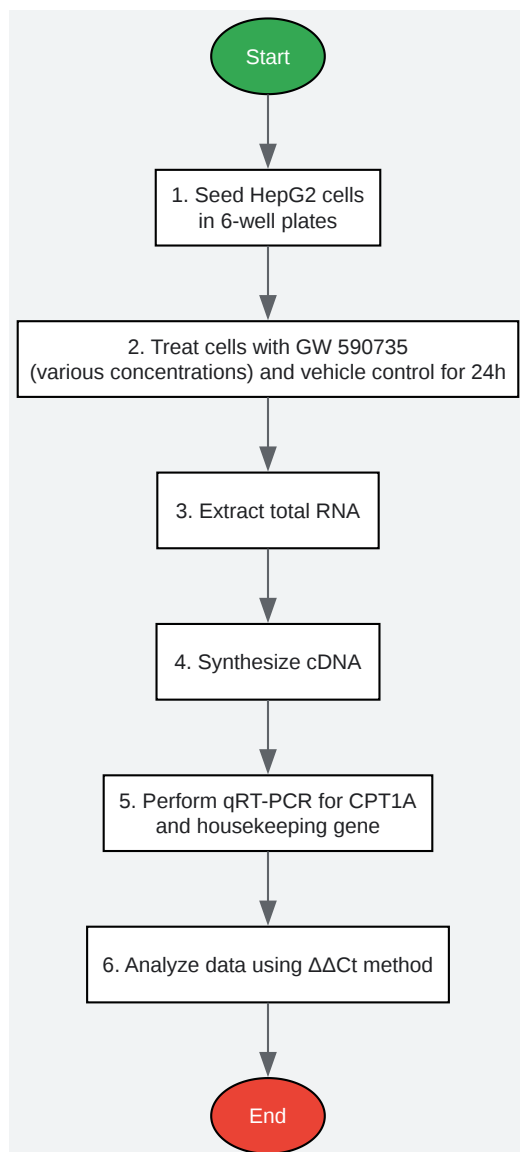 Start
1. Seed HepG2 cells
in 6-well plates
2. Treat cells with GW 590735
(various concentrations) and vehicle control for 24h
3. Extract total RNA
4. Synthesize cDNA
5. Perform qRT-PCR for CPT1A
and housekeeping gene
6. Analyze data using ΔΔCt method
End